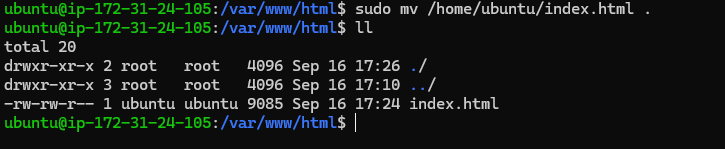 ubuntu@ip-172-31-24-105:/var/www/html$ sudo mv /home/ubuntu/index.html .
ubuntu@ip-172-31-24-105:/var/www/html$ ll
total 20
drwxr-xr-x 2 root   root   4096 Sep 16 17:26 ./
drwxr-xr-x 3 root   root   4096 Sep 16 17:10 ../
-rw-rw-r-- 1 ubuntu ubuntu 9085 Sep 16 17:24 index.html
ubuntu@ip-172-31-24-105:/var/www/html$